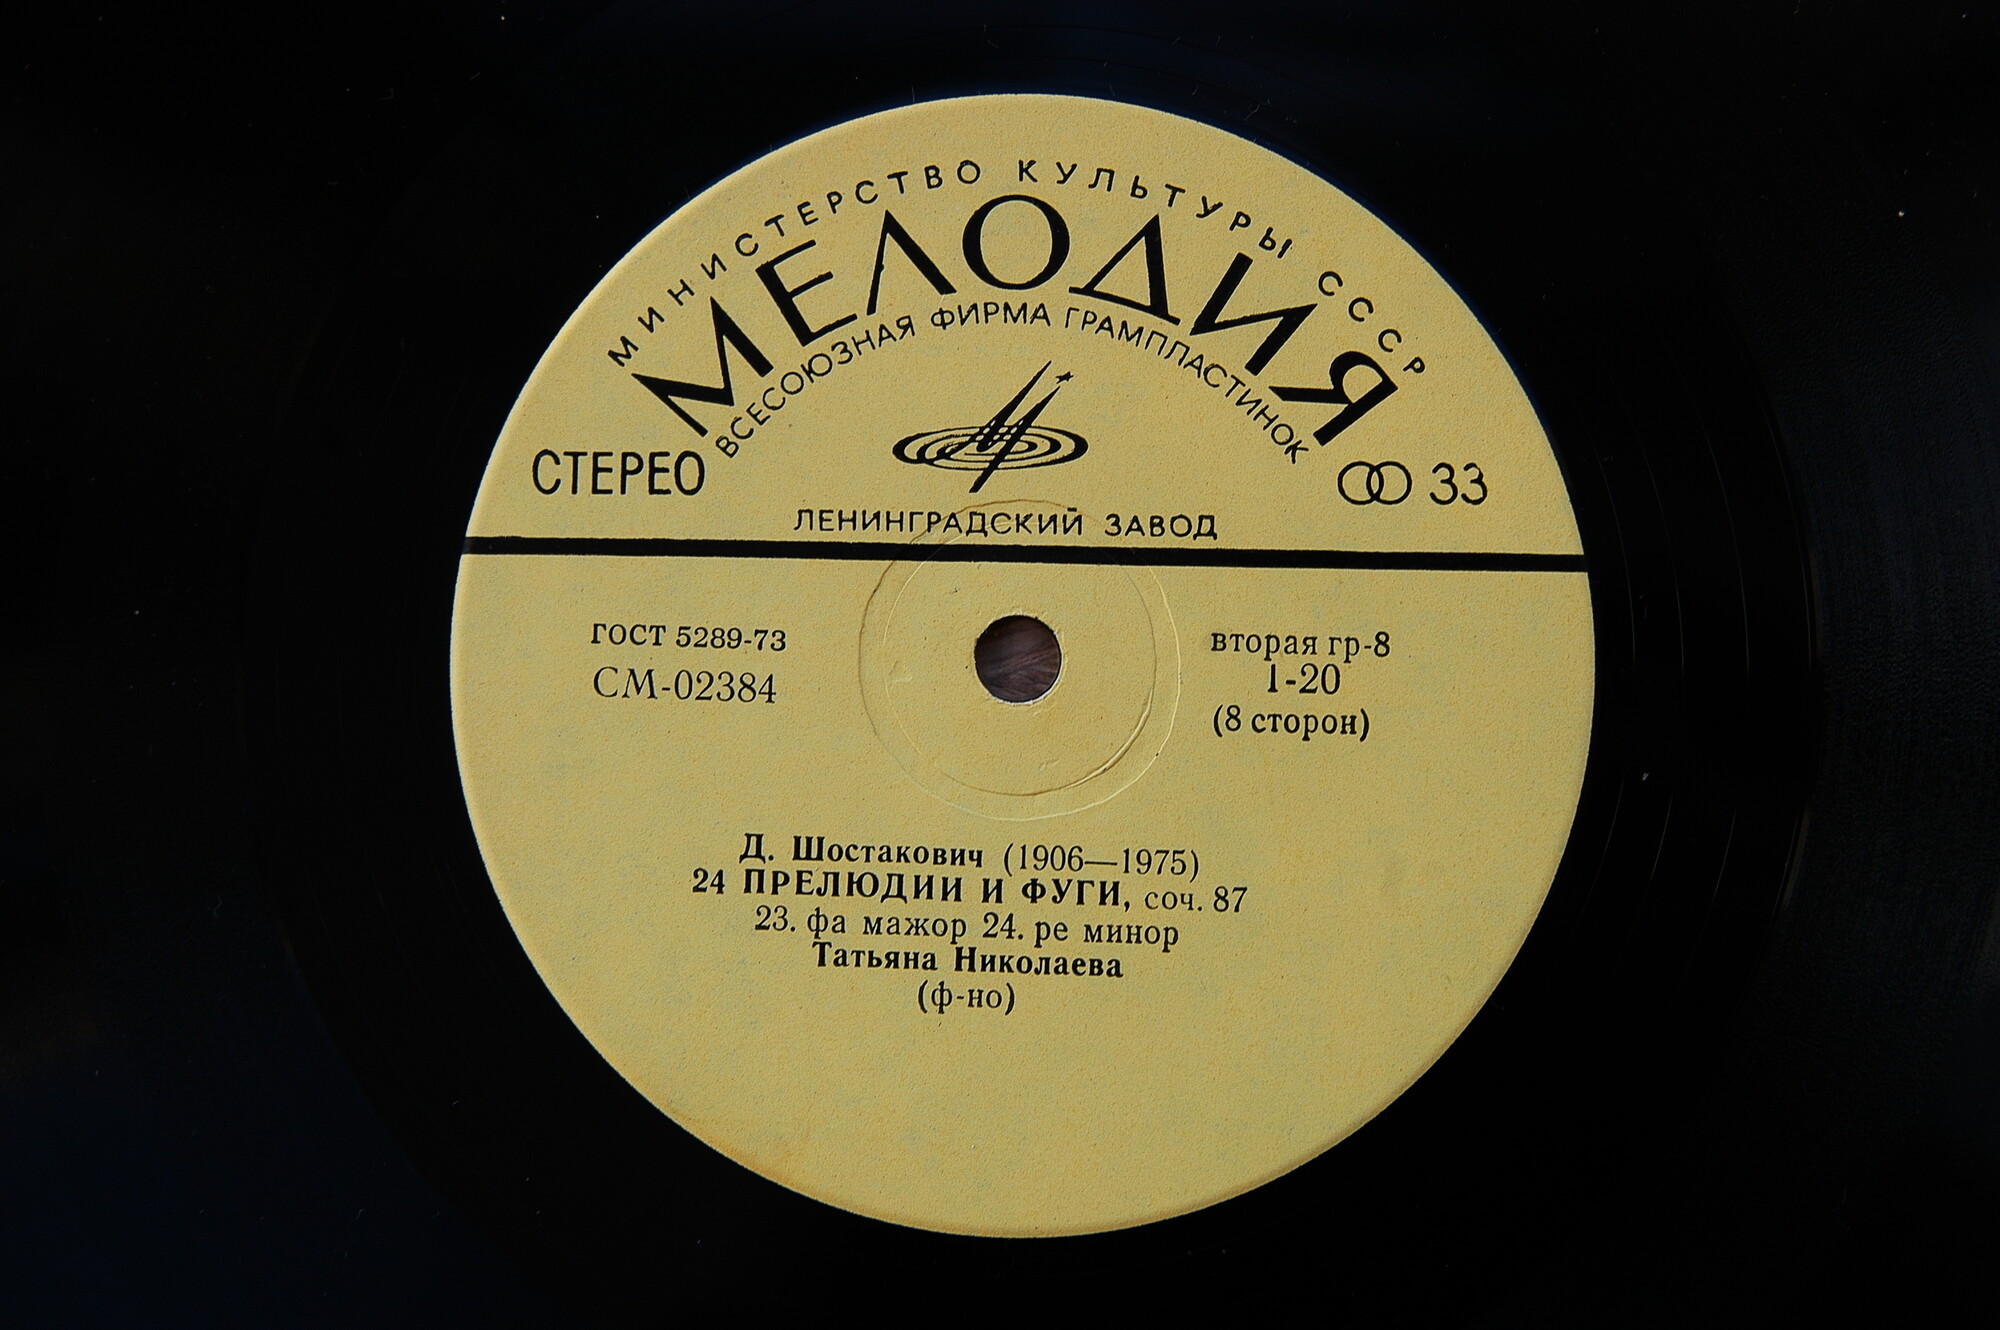 МИНИСТЕРСТВО КУЛЬТУРЫ СССР
МЕЛОДИЯ
ВСЕСОЮЗНАЯ ФИРМА ГРАМПЛАСТИНОК
СТЕРЕО
33
ЛЕНИНГРАДСКИЙ ЗАВОД
ГОСТ 5289-73
СМ-02384
вторая гр-8
1-20
(8 сторон)
Д. Шостакович (1906—1975)
24 ПРЕЛЮДИИ И ФУГИ, соч. 87
23. фа мажор 24. ре минор
Татьяна Николаева
(ф-но)